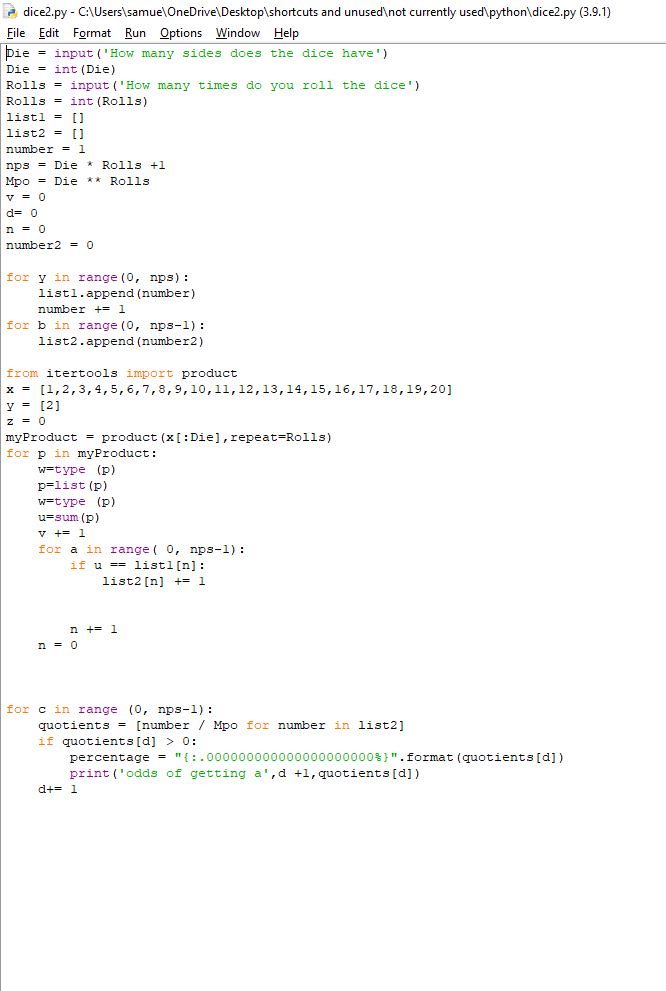 dice2.py - C:\Users\samue\OneDrive\Desktop\shortcuts and unused\not currently used\python\dice2.py (3.9.1)
File Edit Format Run Options Window Help
Die = input('How many sides does the dice have')
Die = int(Die)
Rolls = input('How many times do you roll the dice')
Rolls = int(Rolls)
list1 = []
list2 = []
number = 1
nps = Die * Rolls +1
Mpo = Die ** Rolls
v = 0
d= 0
n = 0
number2 = 0
for y in range(0, nps):
    list1.append(number)
    number += 1
for b in range(0, nps-1):
    list2.append(number2)
from itertools import product
x = [1,2,3,4,5,6,7,8,9,10,11,12,13,14,15,16,17,18,19,20]
y = [2]
z = 0
myProduct = product(x[:Die],repeat=Rolls)
for p in myProduct:
    w=type (p)
    p=list(p)
    w=type (p)
    u=sum(p)
    v += 1
    for a in range( 0, nps-1):
        if u == list1[n]:
            list2[n] += 1
        n += 1
    n = 0
for c in range (0, nps-1):
    quotients = [number / Mpo for number in list2]
    if quotients[d] > 0:
        percentage = "{:.000000000000000000000%}".format(quotients[d])
        print('odds of getting a',d +1,quotients[d])
    d+= 1